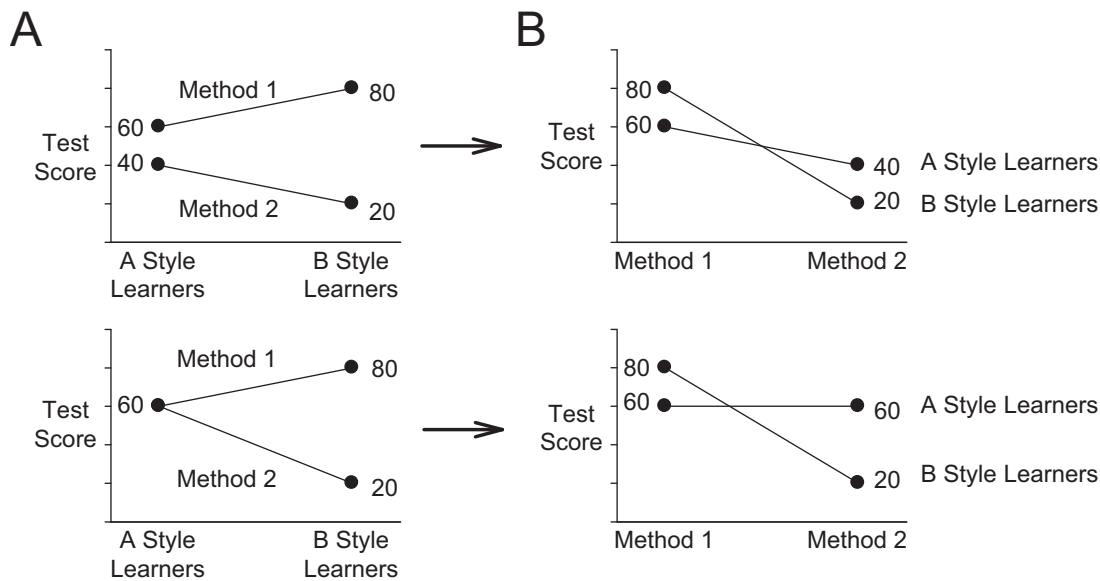 A
B
Method 1
80
60
Test
Score
40
Method 2
20
A Style
Learners
B Style
Learners
80
60
Test
Score
40
A Style Learners
20
B Style Learners
Method 1
Method 2
Method 1
80
60
Test
Score
Method 2
20
A Style
Learners
B Style
Learners
80
60
Test
Score
60
A Style Learners
20
B Style Learners
Method 1
Method 2